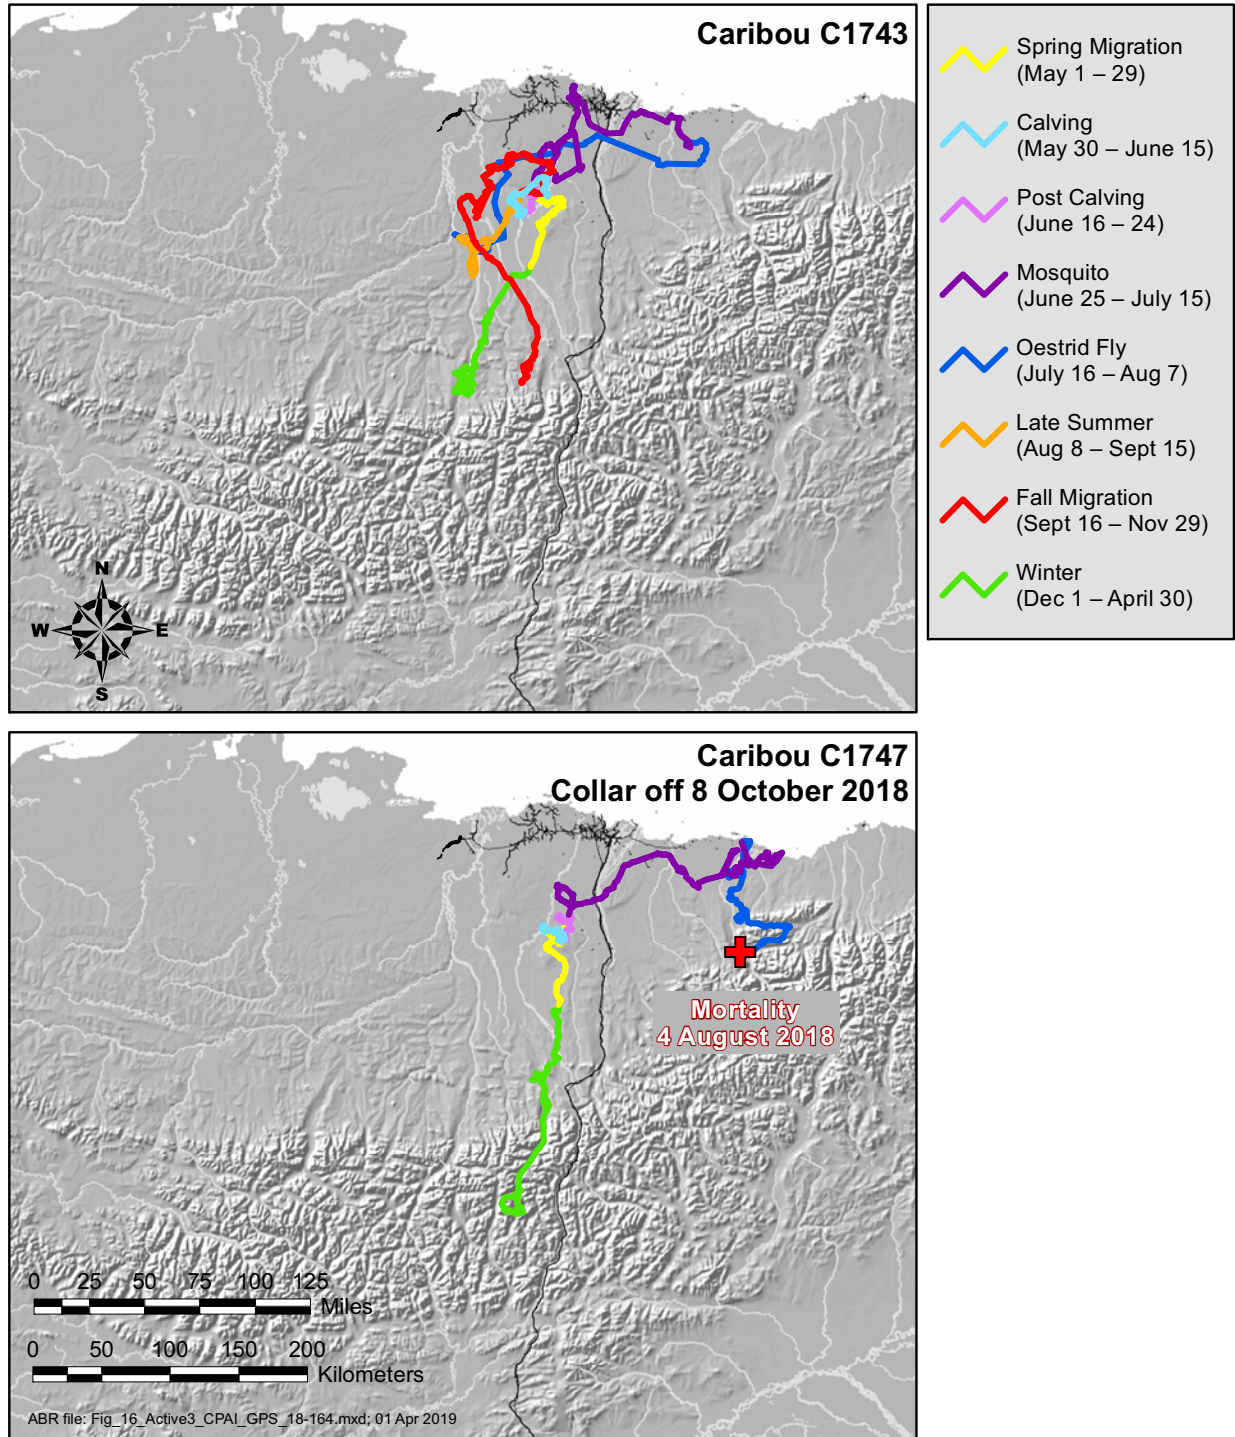 Caribou C1743
Spring Migration
(May 1 – 29)
Calving
(May 30 – June 15)
Post Calving
(June 16 – 24)
Mosquito
(June 25 – July 15)
Oestrid Fly
(July 16 – Aug 7)
Late Summer
(Aug 8 – Sept 15)
Fall Migration
(Sept 16 – Nov 29)
Winter
(Dec 1 – April 30)
N
W E
S
Caribou C1747
Collar off 8 October 2018
Mortality
4 August 2018
0 25 50 75 100 125
Miles
0 50 100 150 200
Kilometers
ABR file: Fig_16_Active3_CPAI_GPS_18-164.mxd; 01 Apr 2019